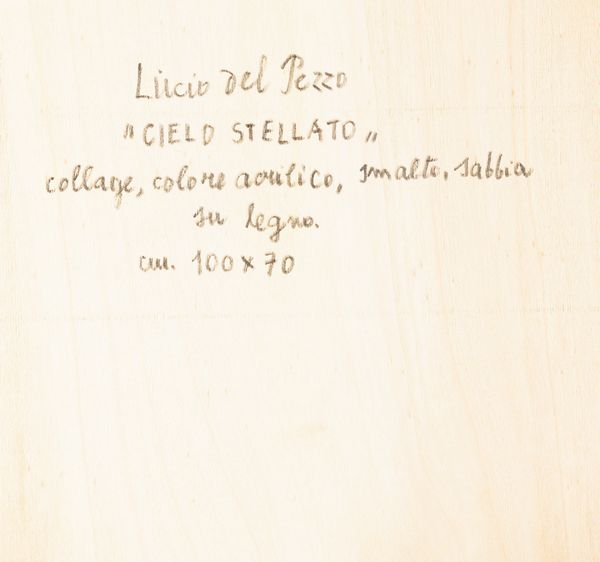 Lucio del Pezzo
"CIELO STELLATO"
collage, colore acrilico, smalto, sabbia
su legno.
cm. 100 x 70